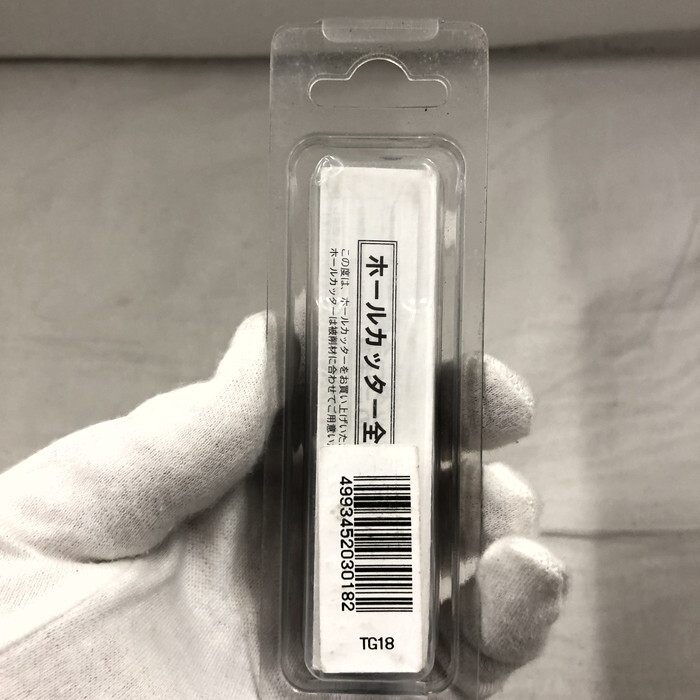 ホールカッター全
この度は、ホールカッターをお買い上げいた
ホールカッターは被削材に合わせてご用意い
4993452030182
TG18